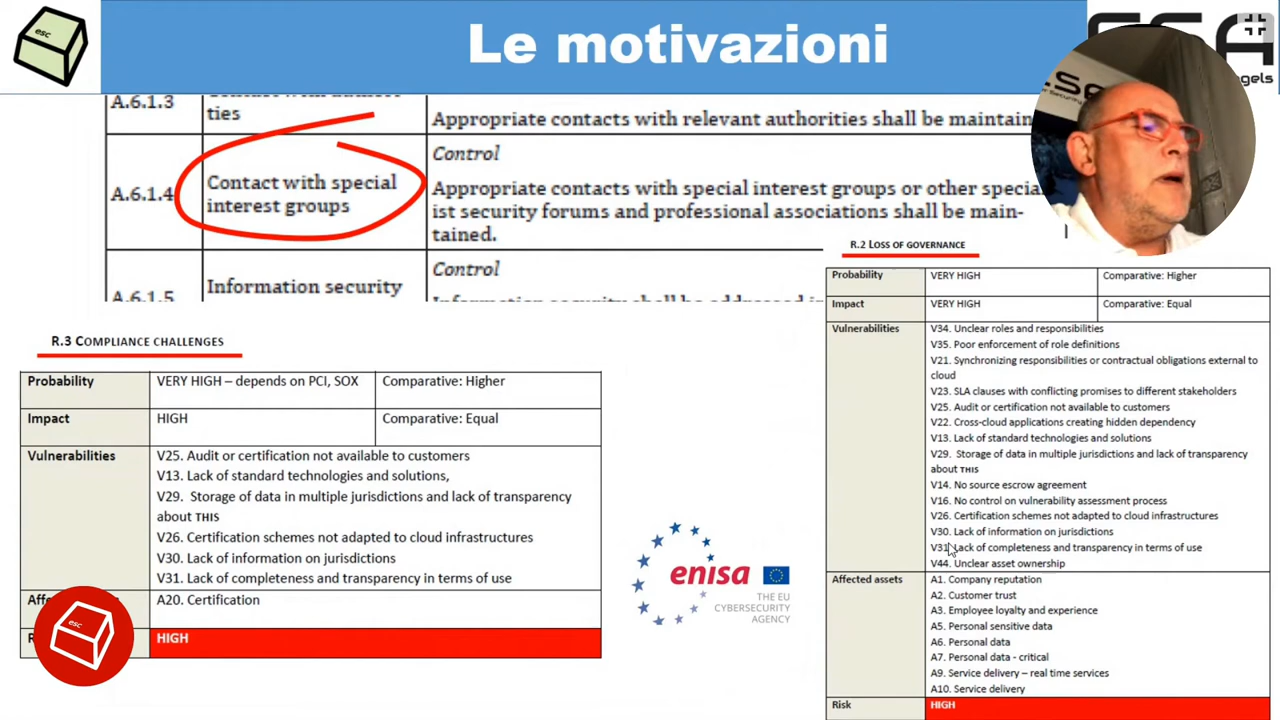 esc
Le motivazioni
ngels
A.6.1.3
ties
Appropriate contacts with relevant authorities shall be maintain
A.6.1.4
Contact with special
interest groups
Control
Appropriate contacts with special interest groups or other special
ist security forums and professional associations shall be main-
tained.
A.6.1.5
Information security
Control
R.3 COMPLIANCE CHALLENGES
Probability VERY HIGH – depends on PCI, SOX Comparative: Higher
Impact HIGH Comparative: Equal
Vulnerabilities V25. Audit or certification not available to customers
V13. Lack of standard technologies and solutions,
V29. Storage of data in multiple jurisdictions and lack of transparency
about THIS
V26. Certification schemes not adapted to cloud infrastructures
V30. Lack of information on jurisdictions
V31. Lack of completeness and transparency in terms of use
A20. Certification
HIGH
esc
enisa
THE EU
CYBERSECURITY
AGENCY
R.2 LOSS OF GOVERNANCE
Probability VERY HIGH Comparative: Higher
Impact VERY HIGH Comparative: Equal
Vulnerabilities V34. Unclear roles and responsibilities
V35. Poor enforcement of role definitions
V21. Synchronizing responsibilities or contractual obligations external to
cloud
V23. SLA clauses with conflicting promises to different stakeholders
V25. Audit or certification not available to customers
V22. Cross-cloud applications creating hidden dependency
V13. Lack of standard technologies and solutions
V29. Storage of data in multiple jurisdictions and lack of transparency
about THIS
V14. No source escrow agreement
V16. No control on vulnerability assessment process
V26. Certification schemes not adapted to cloud infrastructures
V30. Lack of information on jurisdictions
V31. Lack of completeness and transparency in terms of use
V44. Unclear asset ownership
Affected assets A1. Company reputation
A2. Customer trust
A3. Employee loyalty and experience
A5. Personal sensitive data
A6. Personal data
A7. Personal data - critical
A9. Service delivery – real time services
A10. Service delivery
Risk HIGH